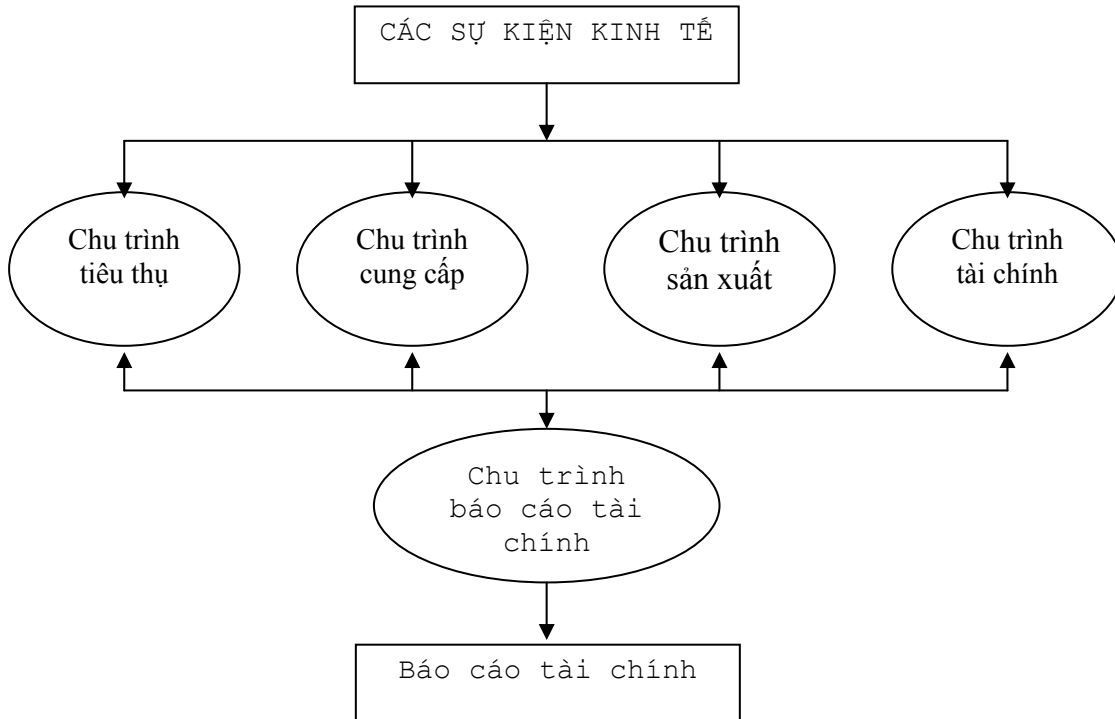 CÁC SỰ KIỆN KINH TẾ
Chu trình
tiêu thụ
Chu trình
cung cấp
Chu trình
sản xuất
Chu trình
tài chính
Chu trình
báo cáo tài
chính
Báo cáo tài chính